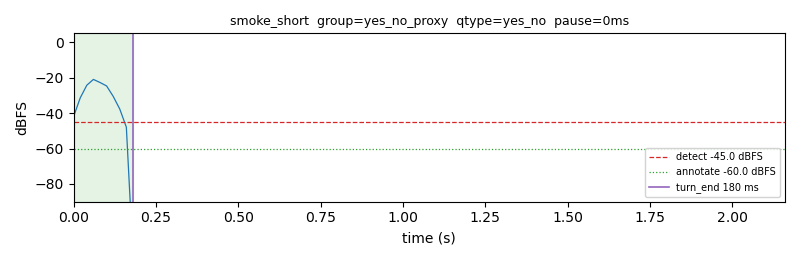 smoke_short  group=yes_no_proxy  qtype=yes_no  pause=0ms
dBFS
0
−20
−40
−60
−80
detect -45.0 dBFS
annotate -60.0 dBFS
turn_end 180 ms
0.00 0.25 0.50 0.75 1.00 1.25 1.50 1.75 2.00
time (s)